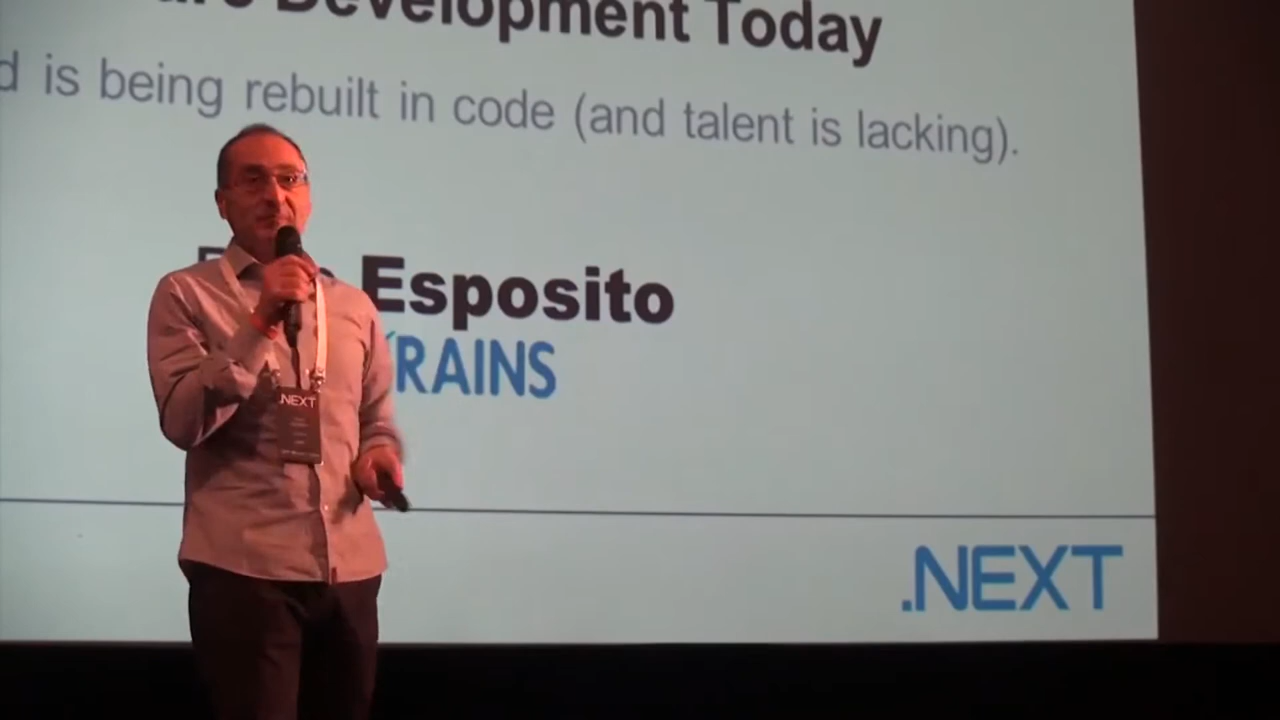 Development Today
is being rebuilt in code (and talent is lacking).
Esposito
RAINS
.NEXT
.NEXT